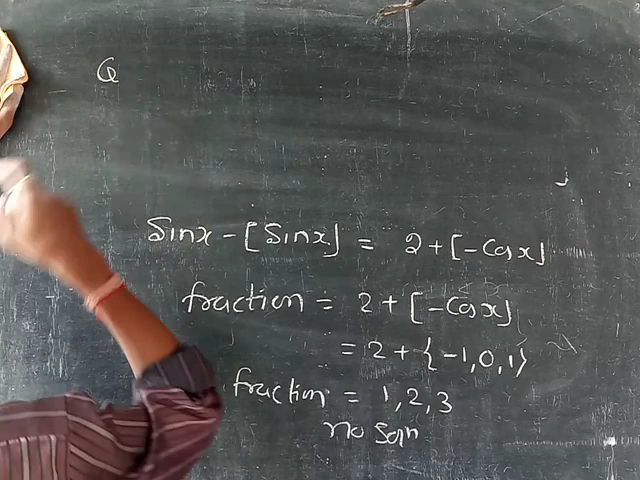 Q
Sinx - [Sinx] = 2 + [-Cosx]
fraction = 2 + [-Cosx]
= 2 + {-1, 0, 1}
fraction = 1, 2, 3
no soln